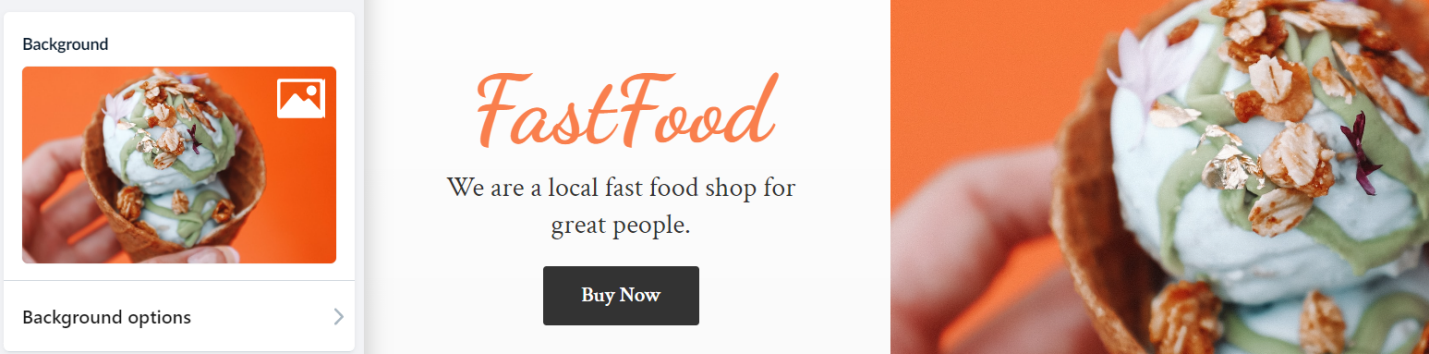 Background
Background options
FastFood
We are a local fast food shop for
great people.
Buy Now